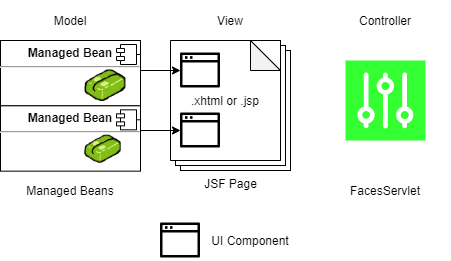 Model
View
Controller
Managed Bean
.xhtml or .jsp
Managed Bean
Managed Beans
JSF Page
FacesServlet
UI Component